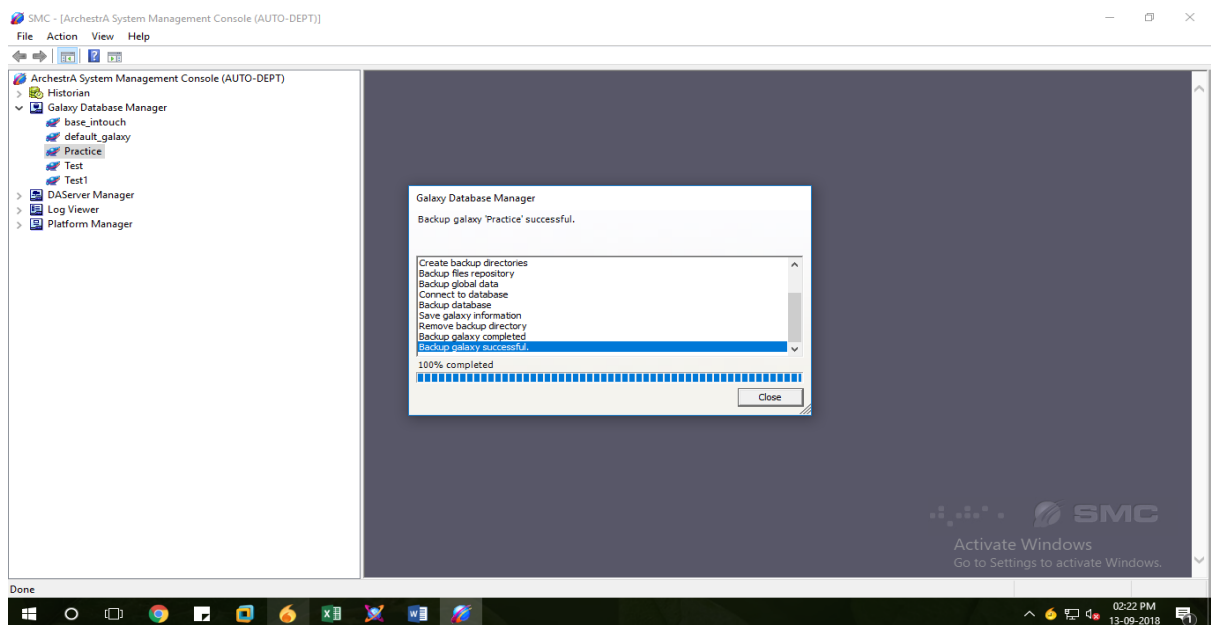 SMC - [ArchestrA System Management Console (AUTO-DEPT)]
File Action View Help
ArchestrA System Management Console (AUTO-DEPT)
Historian
Galaxy Database Manager
base_intouch
default_galaxy
Practice
Test
Test1
DAServer Manager
Log Viewer
Platform Manager
Galaxy Database Manager
Backup galaxy 'Practice' successful.
Create backup directories
Backup files repository
Backup global data
Connect to database
Backup database
Save galaxy information
Remove backup directory
Backup galaxy completed
Backup galaxy successful.
100% completed
Close
SMC
Activate Windows
Go to Settings to activate Windows.
Done
02:22 PM
13-09-2018